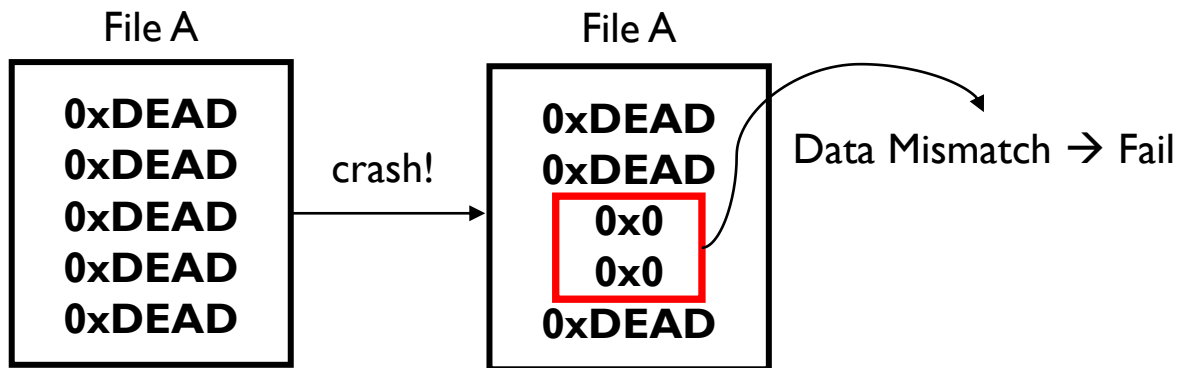 File A
0xDEAD
0xDEAD
0xDEAD
0xDEAD
0xDEAD
crash!
File A
0xDEAD
0xDEAD
0x0
0x0
0xDEAD
Data Mismatch → Fail